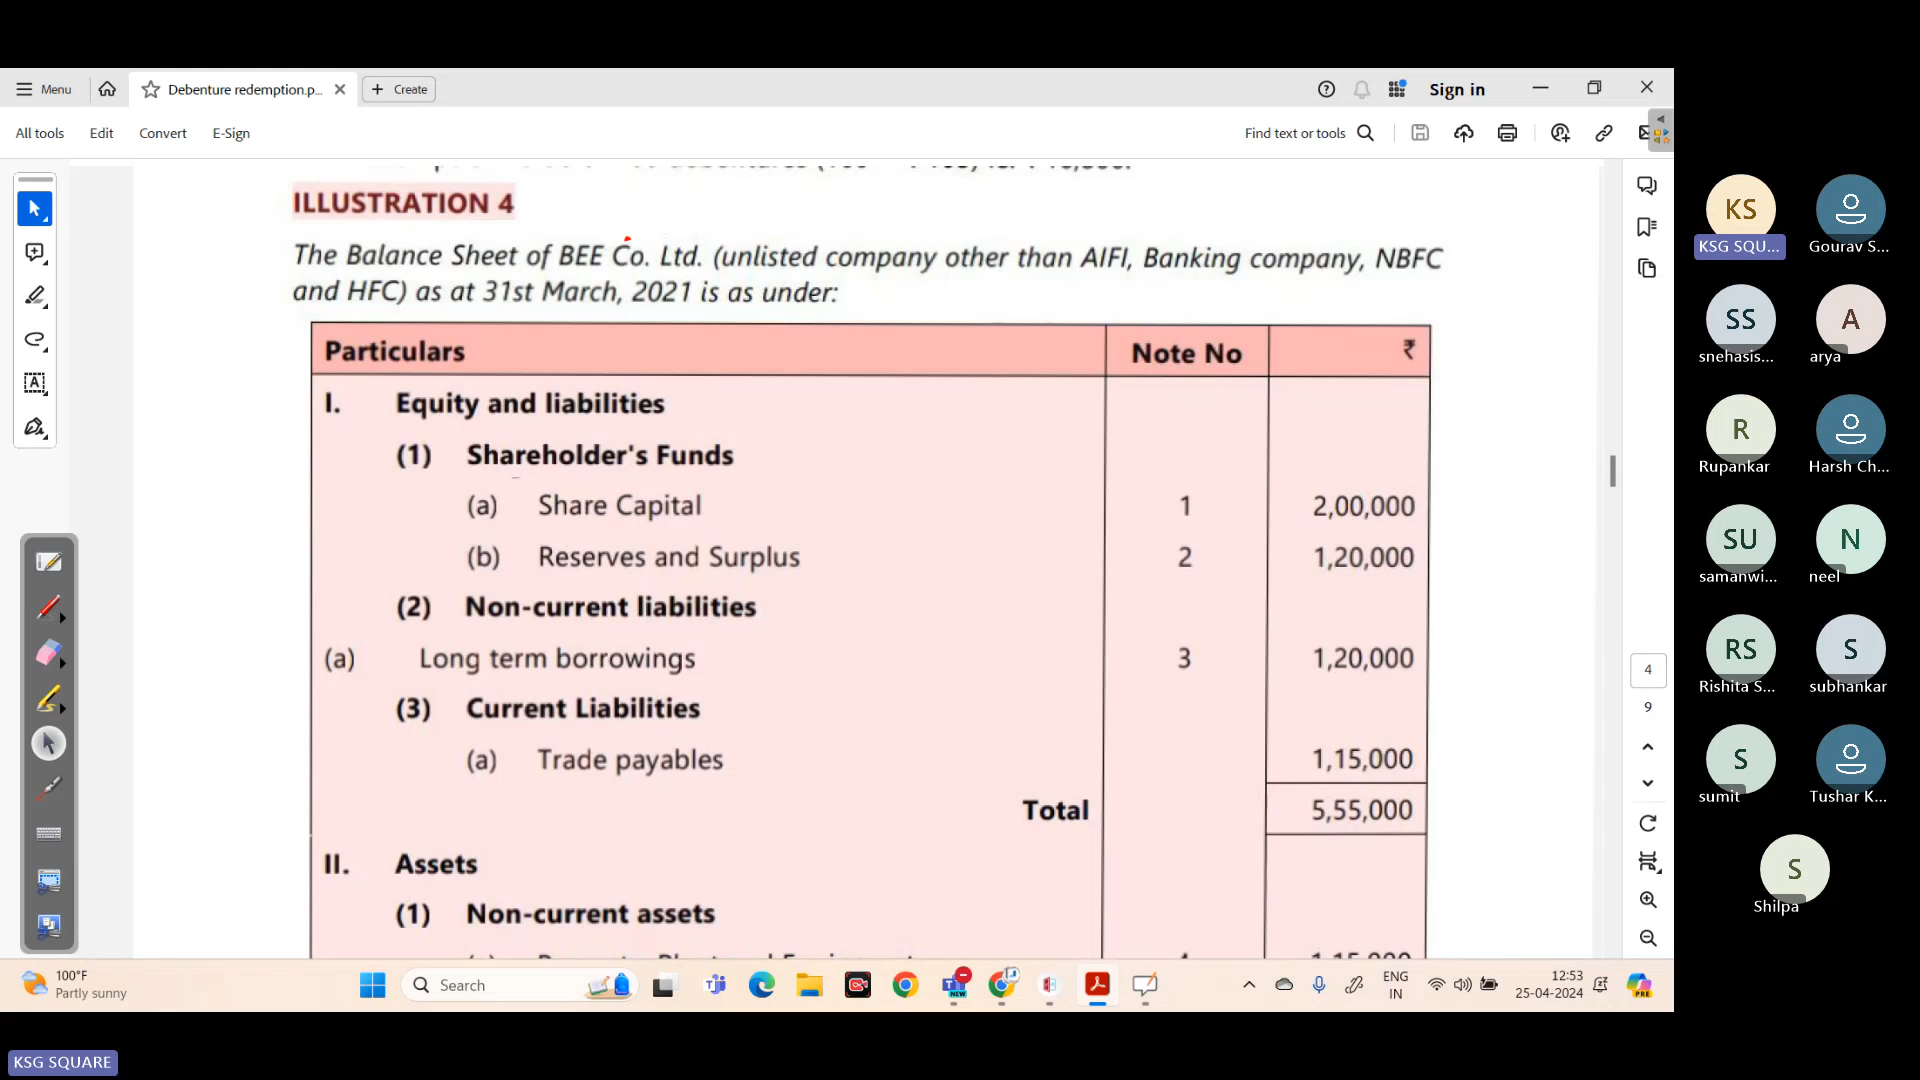 Menu
Debenture redemption.p...
Create
Sign in
All tools
Edit
Convert
E-Sign
Find text or tools
ILLUSTRATION 4
The Balance Sheet of BEE Co. Ltd. (unlisted company other than AIFI, Banking company, NBFC
and HFC) as at 31st March, 2021 is as under:
Particulars Note No ₹
I. Equity and liabilities
(1) Shareholder's Funds
(a) Share Capital 1 2,00,000
(b) Reserves and Surplus 2 1,20,000
(2) Non-current liabilities
(a) Long term borrowings 3 1,20,000
(3) Current Liabilities
(a) Trade payables 1,15,000
Total 5,55,000
II. Assets
(1) Non-current assets
4
9
KS
KSG SQU...
Gourav S...
SS
snehasis...
A
arya
R
Rupankar
Harsh Ch...
SU
samanwi...
N
neel
RS
Rishita S...
S
subhankar
S
sumit
Tushar K...
S
Shilpa
100°F
Partly sunny
Search
NEW
ENG
IN
12:53
25-04-2024
PRE
KSG SQUARE